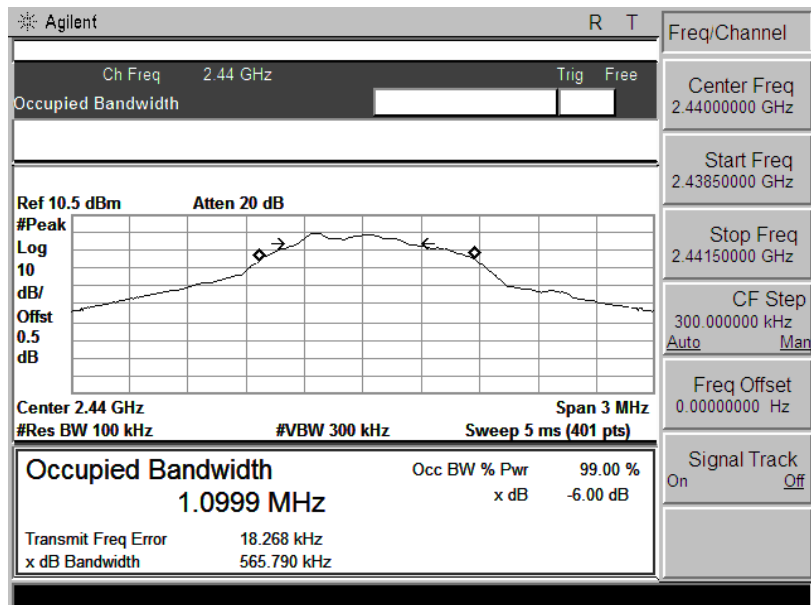 Agilent R T
Freq/Channel
Ch Freq 2.44 GHz Trig Free
Occupied Bandwidth
Center Freq
2.44000000 GHz
Start Freq
2.43850000 GHz
Stop Freq
2.44150000 GHz
CF Step
300.000000 kHz
Auto Man
Freq Offset
0.00000000 Hz
Signal Track
On Off
Ref 10.5 dBm Atten 20 dB
#Peak
Log
10
dB/
Offst
0.5
dB
Center 2.44 GHz Span 3 MHz
#Res BW 100 kHz #VBW 300 kHz Sweep 5 ms (401 pts)
Occupied Bandwidth
1.0999 MHz
Occ BW % Pwr 99.00 %
x dB -6.00 dB
Transmit Freq Error 18.268 kHz
x dB Bandwidth 565.790 kHz